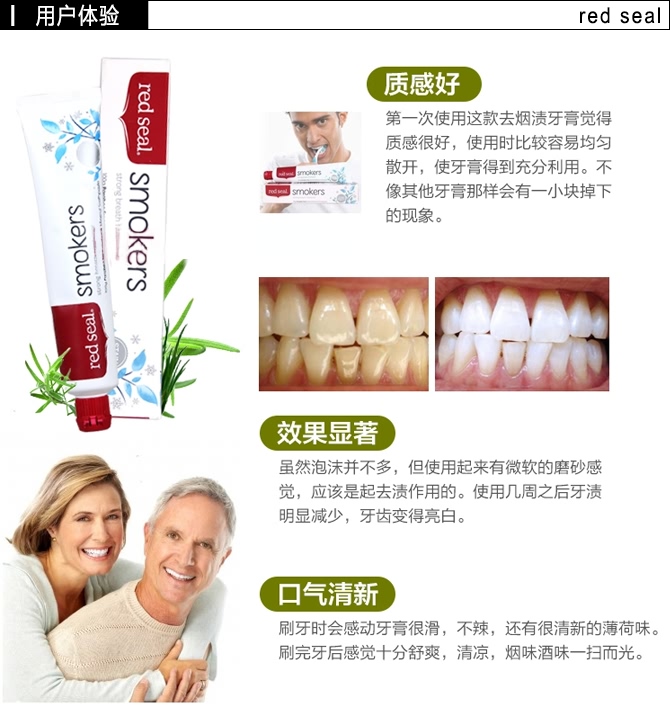 用户体验
red seal
red seal.
smokers
strong breath
smokers
red seal.
质感好
第一次使用这款去烟渍牙膏觉得
质感很好，使用时比较容易均匀
散开，使牙膏得到充分利用。不
像其他牙膏那样会有一小块掉下
的现象。
red seal.
smokers
red seal.
smokers
效果显著
虽然泡沫并不多，但使用起来有微软的磨砂感
觉，应该是起去渍作用的。使用几周之后牙渍
明显减少，牙齿变得亮白。
口气清新
刷牙时会感动牙膏很滑，不辣，还有很清新的薄荷味。
刷完牙后感觉十分舒爽，清凉，烟味酒味一扫而光。